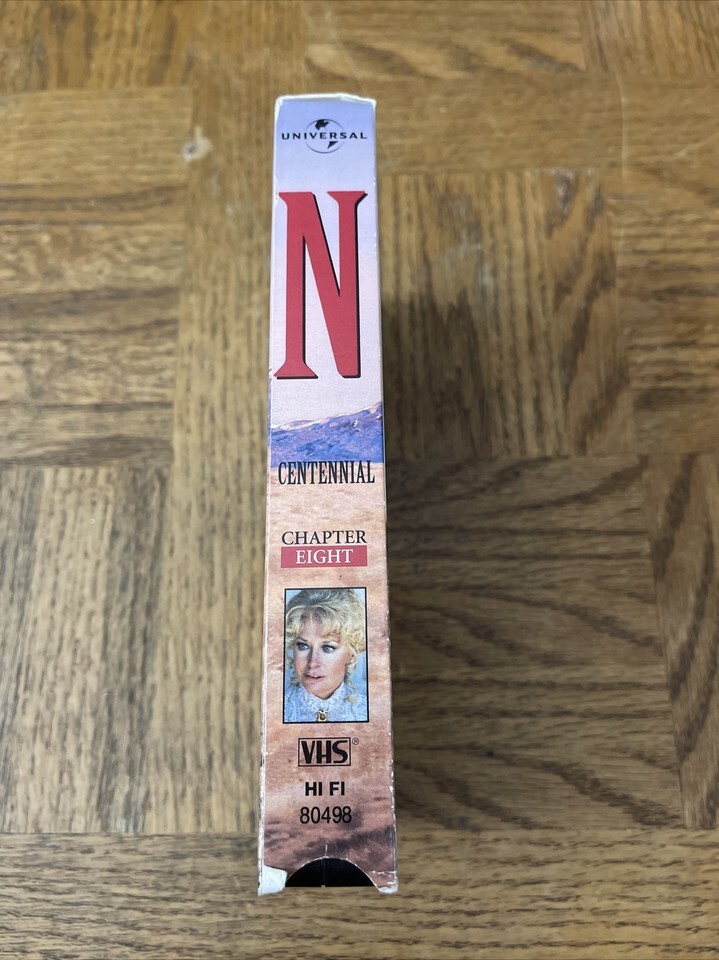 UNIVERSAL
N
CENTENNIAL
CHAPTER
EIGHT
VHS®
HI FI
80498